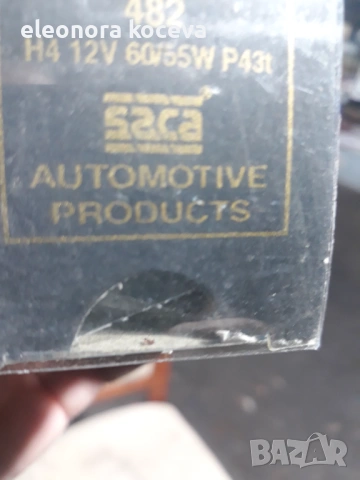 eleonora koceva
482
H4 12V 60/55W P43t
saca
AUTOMOTIVE
PRODUCTS
BAZAR